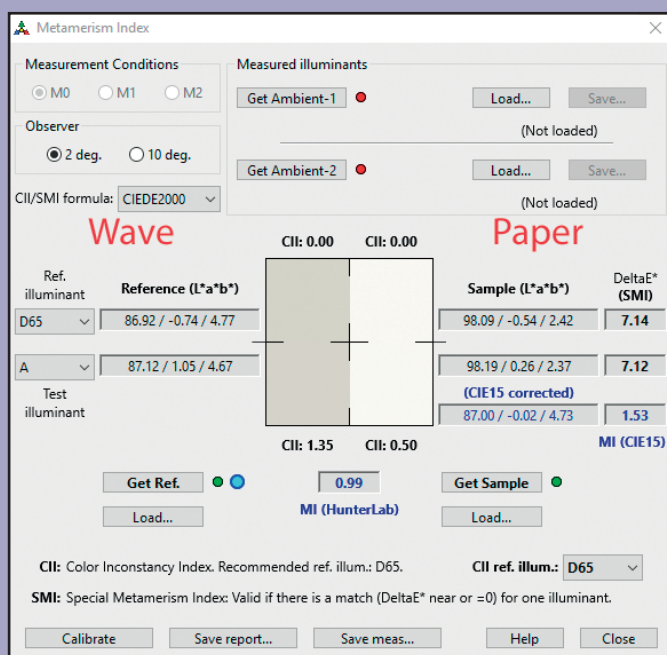 Metamerism Index
Measurement Conditions
M0 M1 M2
Observer
2 deg. 10 deg.
CII/SMI formula: CIEDE2000
Measured illuminants
Get Ambient-1 Load... Save...
(Not loaded)
Get Ambient-2 Load... Save...
(Not loaded)
Wave
Paper
CII: 0.00 CII: 0.00
Ref.
illuminant
Reference (L*a*b*)
Sample (L*a*b*)
DeltaE*
(SMI)
D65 86.92 / -0.74 / 4.77 98.09 / -0.54 / 2.42 7.14
A 87.12 / 1.05 / 4.67 98.19 / 0.26 / 2.37 7.12
Test
illuminant
(CIE15 corrected)
87.00 / -0.02 / 4.73 1.53
CII: 1.35 CII: 0.50
MI (CIE15)
Get Ref. 0.99 Get Sample
MI (HunterLab)
Load... Load...
CII: Color Inconstancy Index. Recommended ref. illum.: D65. CII ref. illum.: D65
SMI: Special Metamerism Index: Valid if there is a match (DeltaE* near or =0) for one illuminant.
Calibrate Save report... Save meas... Help Close